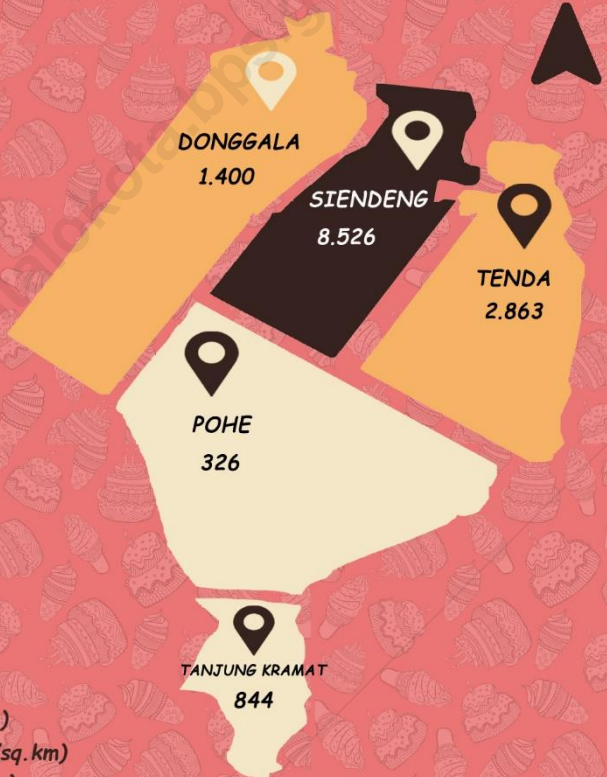 DONGGALA
1.400
SIENDENG
8.526
TENDA
2.863
POHE
326
TANJUNG KRAMAT
844
)
sq.km)